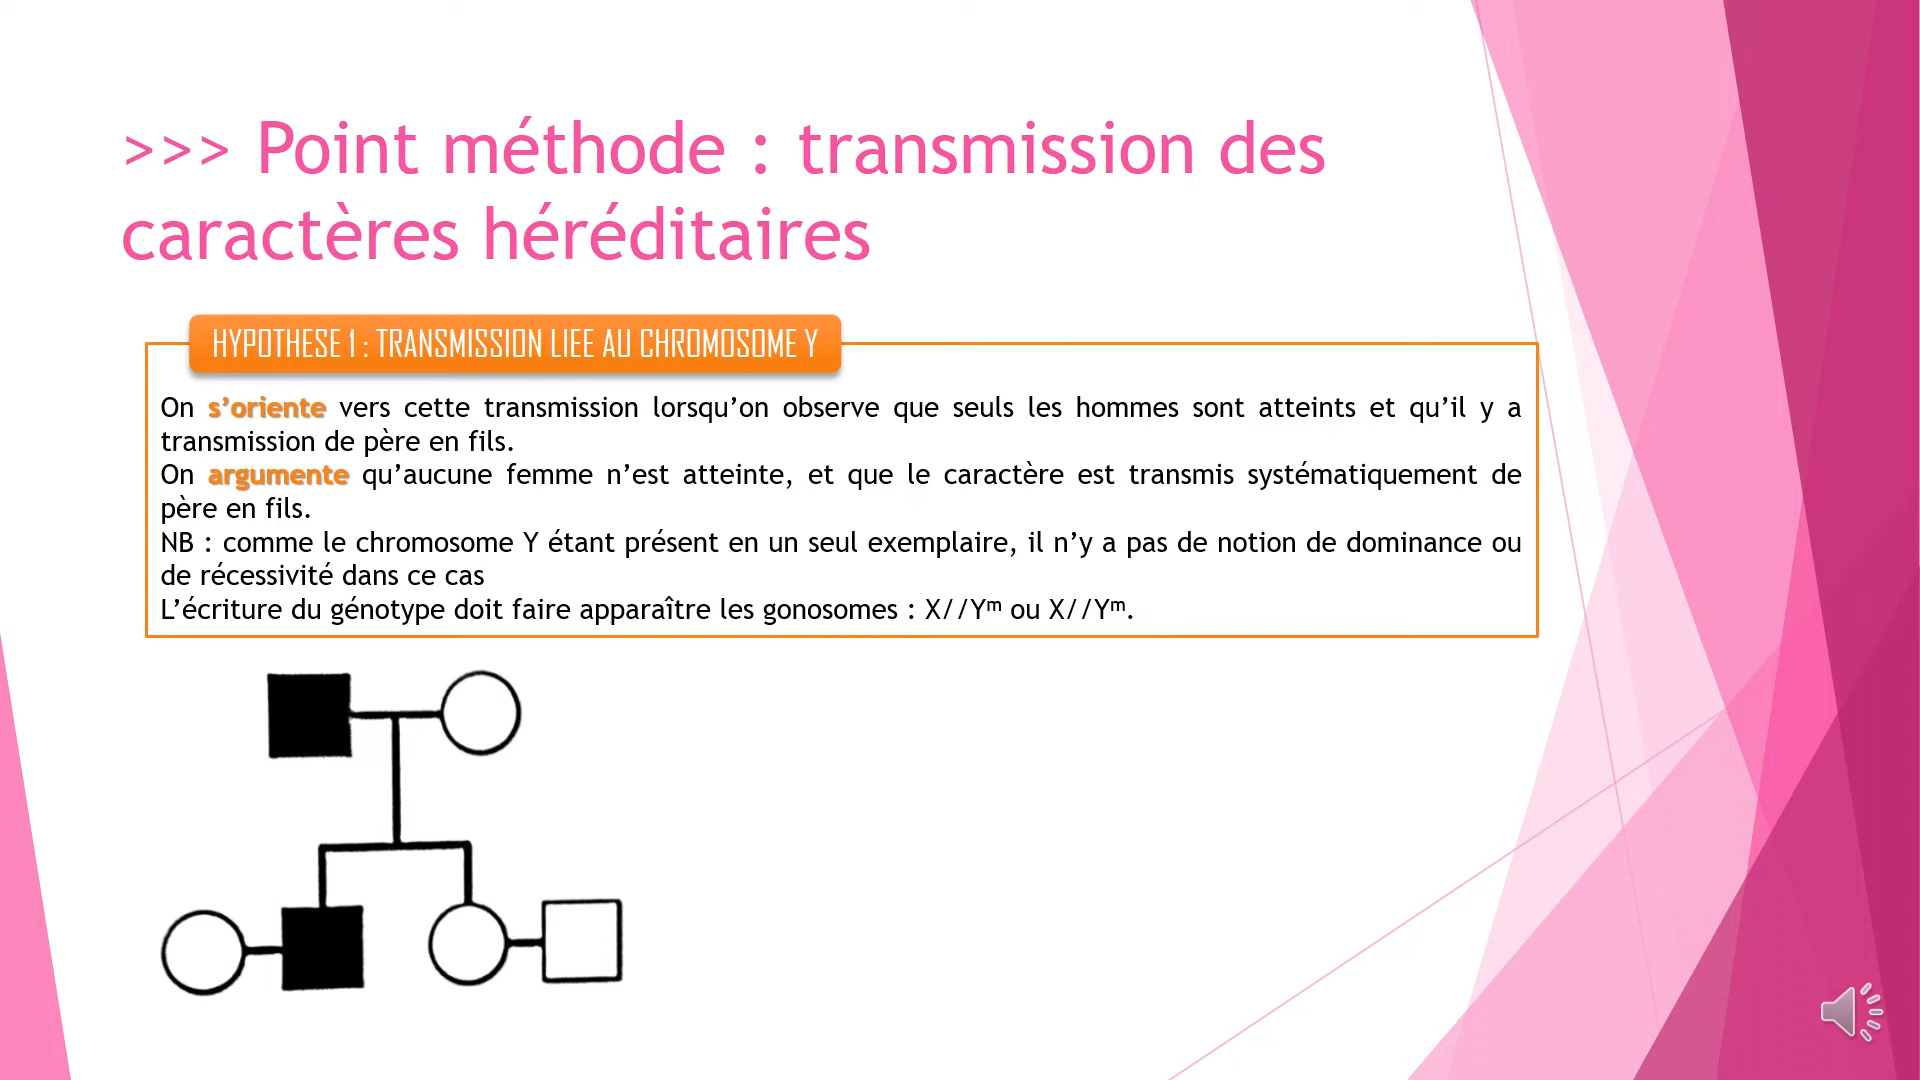 >>> Point méthode : transmission des
caractères héréditaires
HYPOTHESE 1 : TRANSMISSION LIEE AU CHROMOSOME Y
On s’oriente vers cette transmission lorsqu’on observe que seuls les hommes sont atteints et qu’il y a
transmission de père en fils.
On argumente qu’aucune femme n’est atteinte, et que le caractère est transmis systématiquement de
père en fils.
NB : comme le chromosome Y étant présent en un seul exemplaire, il n’y a pas de notion de dominance ou
de récessivité dans ce cas
L’écriture du génotype doit faire apparaître les gonosomes : X//Yᵐ ou X//Yᵐ.